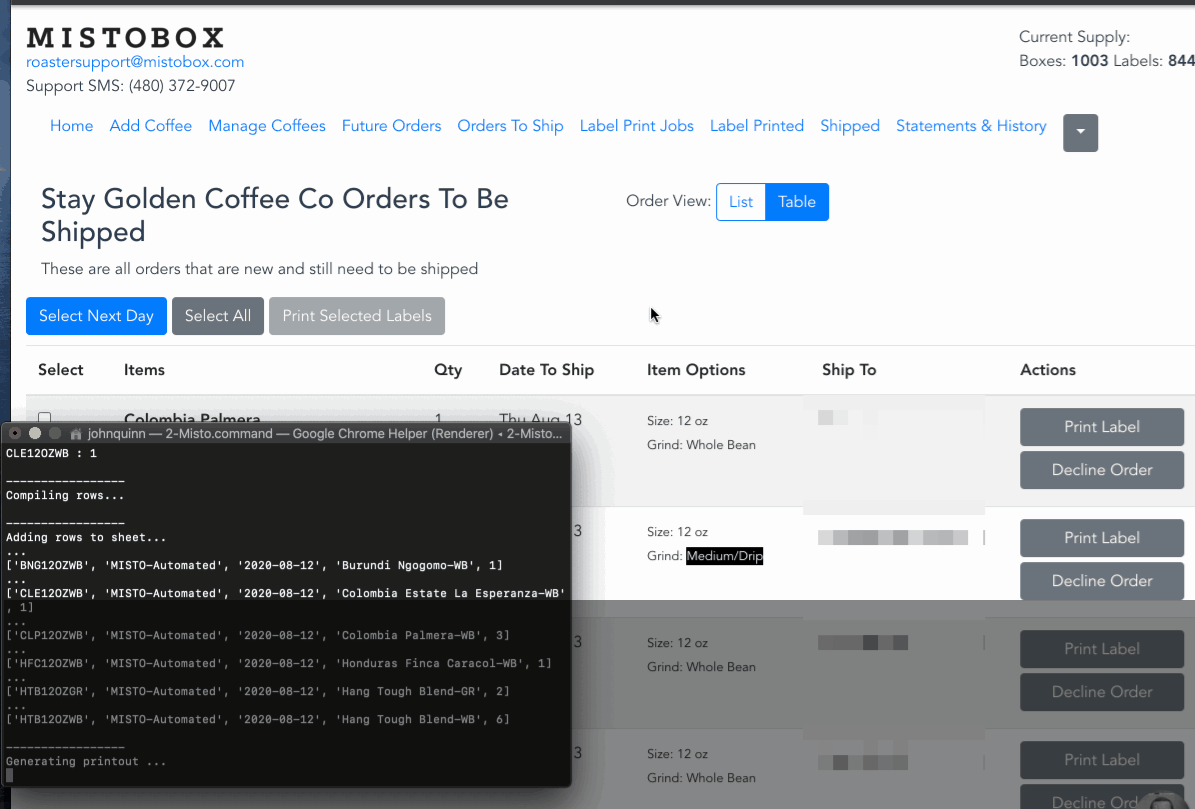 MISTOBOX
roastersupport@mistobox.com
Support SMS: (480) 372-9007
Current Supply:
Boxes: 1003 Labels: 844
Home Add Coffee Manage Coffees Future Orders Orders To Ship Label Print Jobs Label Printed Shipped Statements & History
Stay Golden Coffee Co Orders To Be
Shipped
Order View: List Table
These are all orders that are new and still need to be shipped
Select Next Day Select All Print Selected Labels
Select Items Qty Date To Ship Item Options Ship To Actions
Colombia Palmera 1 Thu Aug 13
Size: 12 oz
Grind: Whole Bean
Print Label
Decline Order
3
Size: 12 oz
Grind: Medium/Drip
Print Label
Decline Order
3
Size: 12 oz
Grind: Whole Bean
Print Label
Decline Order
3
Size: 12 oz
Grind: Whole Bean
Print Label
Decline Ord
johnquinn — 2-Misto.command — Google Chrome Helper (Renderer) ◂ 2-Misto...
CLE12OZWB : 1
-----------------
Compiling rows...
-----------------
Adding rows to sheet...
...
['BNG12OZWB', 'MISTO-Automated', '2020-08-12', 'Burundi Ngogomo-WB', 1]
...
['CLE12OZWB', 'MISTO-Automated', '2020-08-12', 'Colombia Estate La Esperanza-WB'
, 1]
...
['CLP12OZWB', 'MISTO-Automated', '2020-08-12', 'Colombia Palmera-WB', 3]
...
['HFC12OZWB', 'MISTO-Automated', '2020-08-12', 'Honduras Finca Caracol-WB', 1]
...
['HTB12OZGR', 'MISTO-Automated', '2020-08-12', 'Hang Tough Blend-GR', 2]
...
['HTB12OZWB', 'MISTO-Automated', '2020-08-12', 'Hang Tough Blend-WB', 6]
-----------------
Generating printout ...